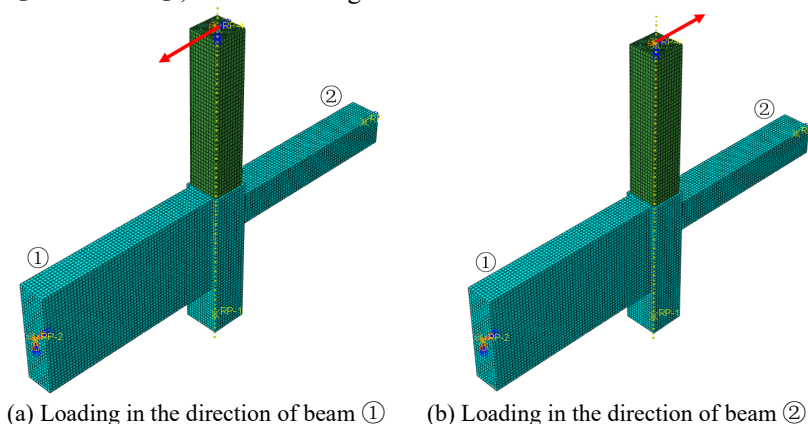 ②
①
RP-2
RP-1
②
①
RP-2
RP-1
(a) Loading in the direction of beam ①
(b) Loading in the direction of beam ②